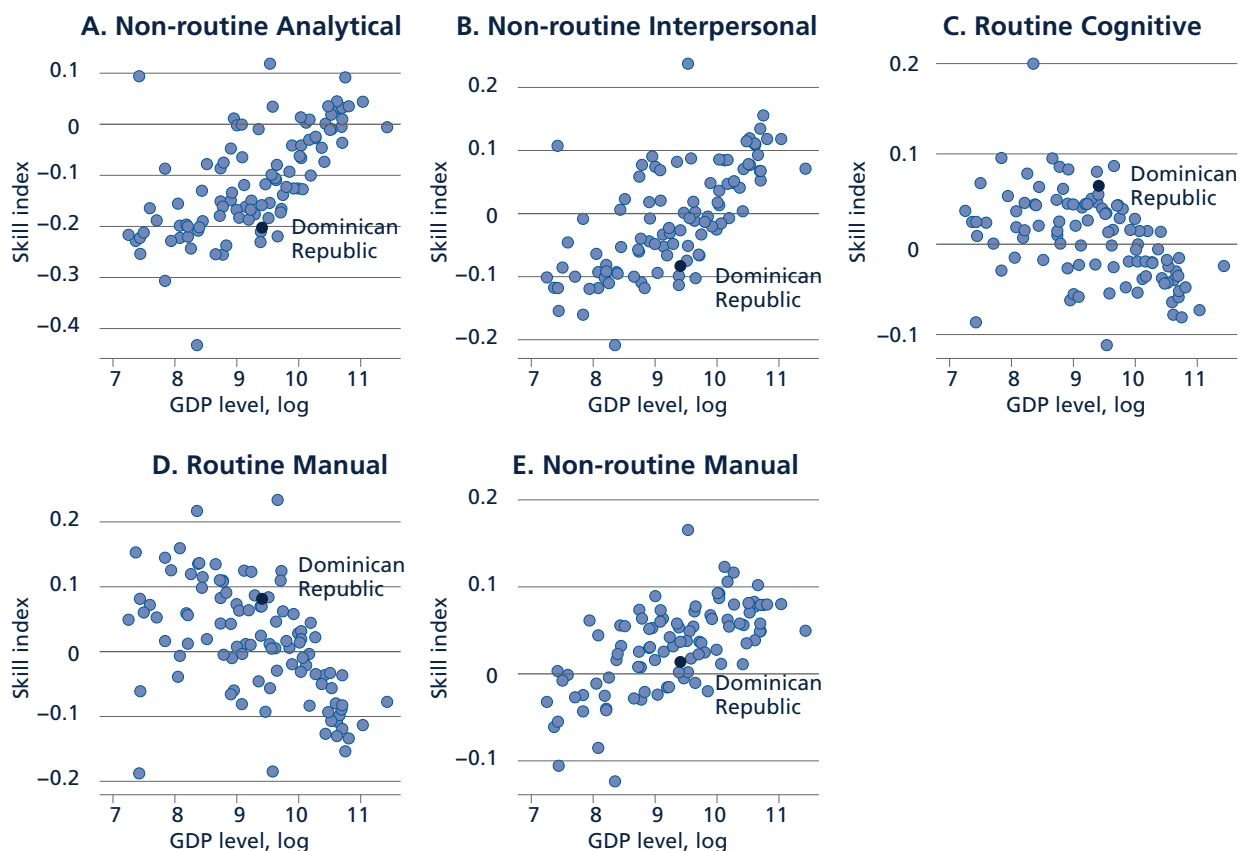 A. Non-routine Analytical
0.1
0
−0.1
−0.2
−0.3
−0.4
Skill index
Dominican
Republic
7 8 9 10 11
GDP level, log
B. Non-routine Interpersonal
0.2
0.1
0
−0.1
−0.2
Skill index
Dominican
Republic
7 8 9 10 11
GDP level, log
C. Routine Cognitive
0.2
0.1
0
−0.1
Skill index
Dominican
Republic
7 8 9 10 11
GDP level, log
D. Routine Manual
0.2
0.1
0
−0.1
−0.2
Skill index
Dominican
Republic
7 8 9 10 11
GDP level, log
E. Non-routine Manual
0.2
0.1
0
−0.1
Skill index
Dominican
Republic
7 8 9 10 11
GDP level, log